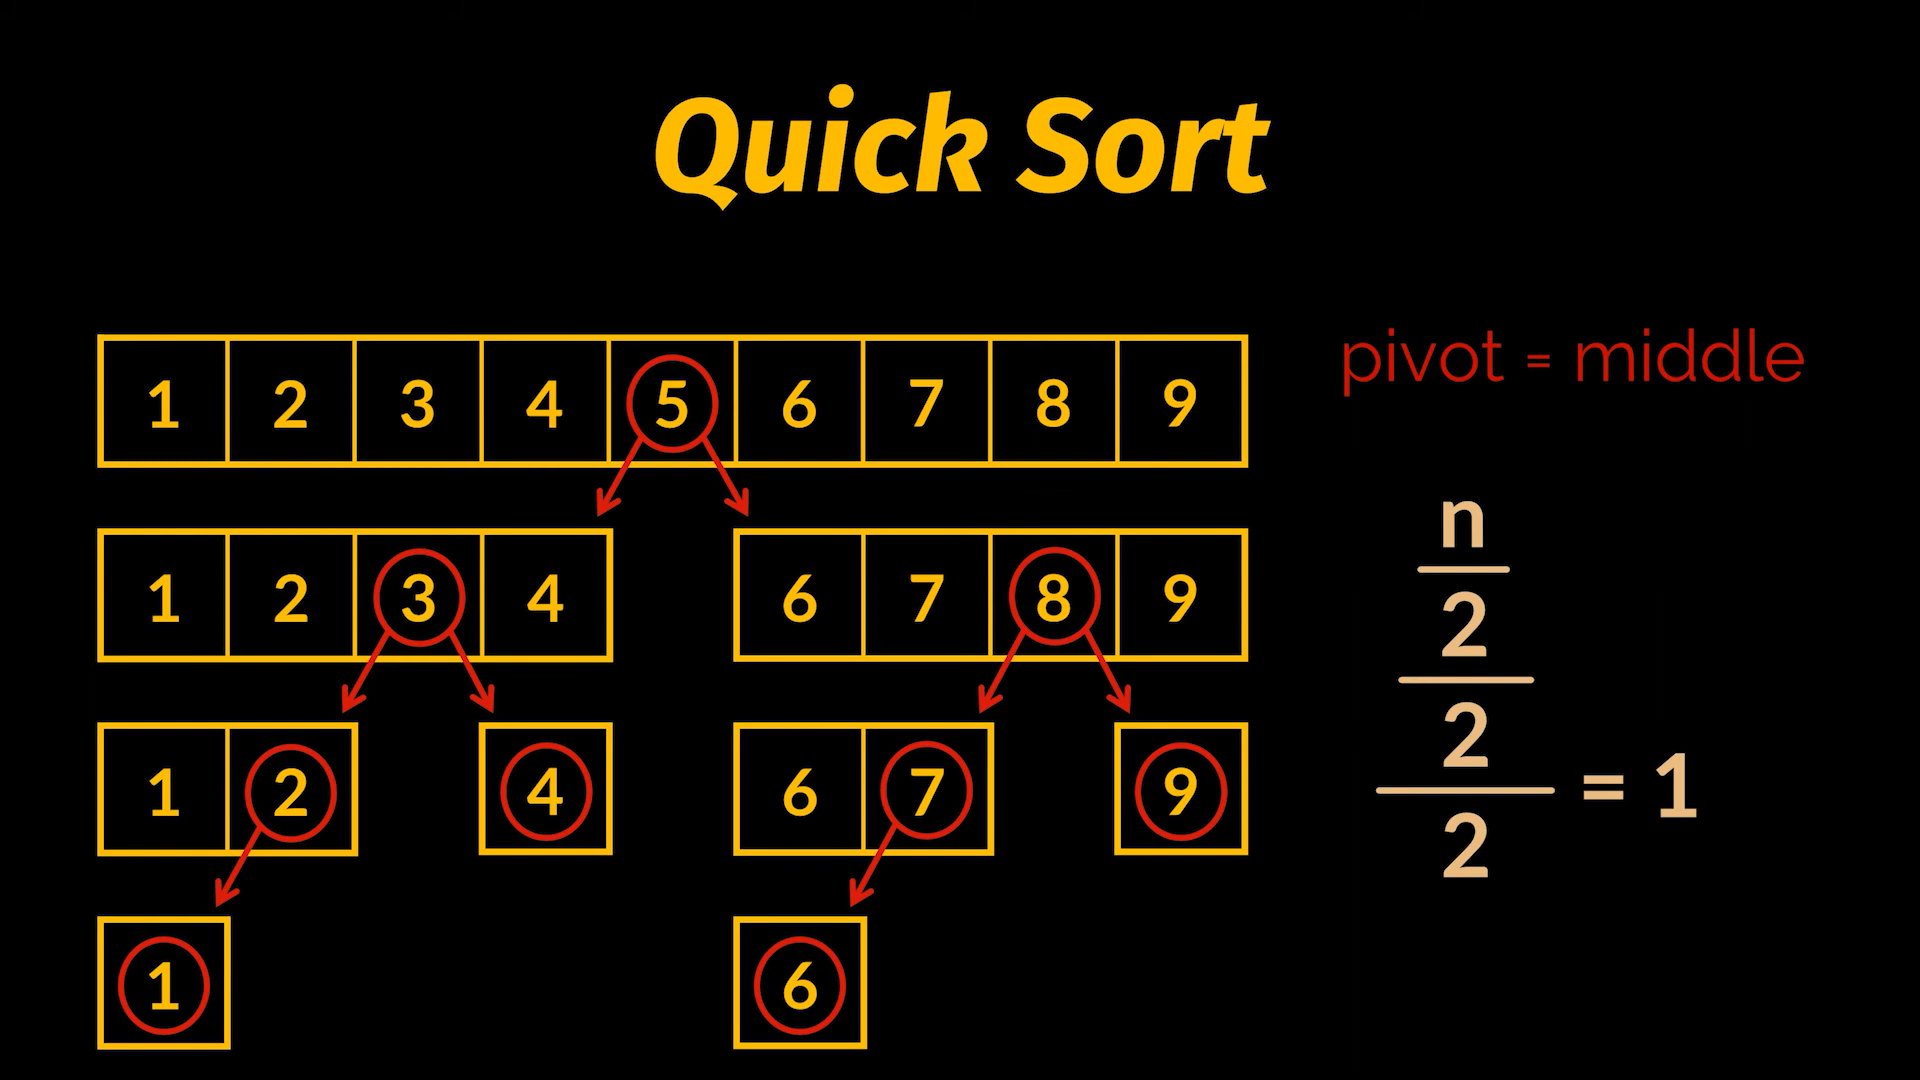 Quick Sort
1 2 3 4 5 6 7 8 9
pivot = middle
1 2 3 4
6 7 8 9
1 2
4
6 7
9
1
6
n
2
2
2
= 1